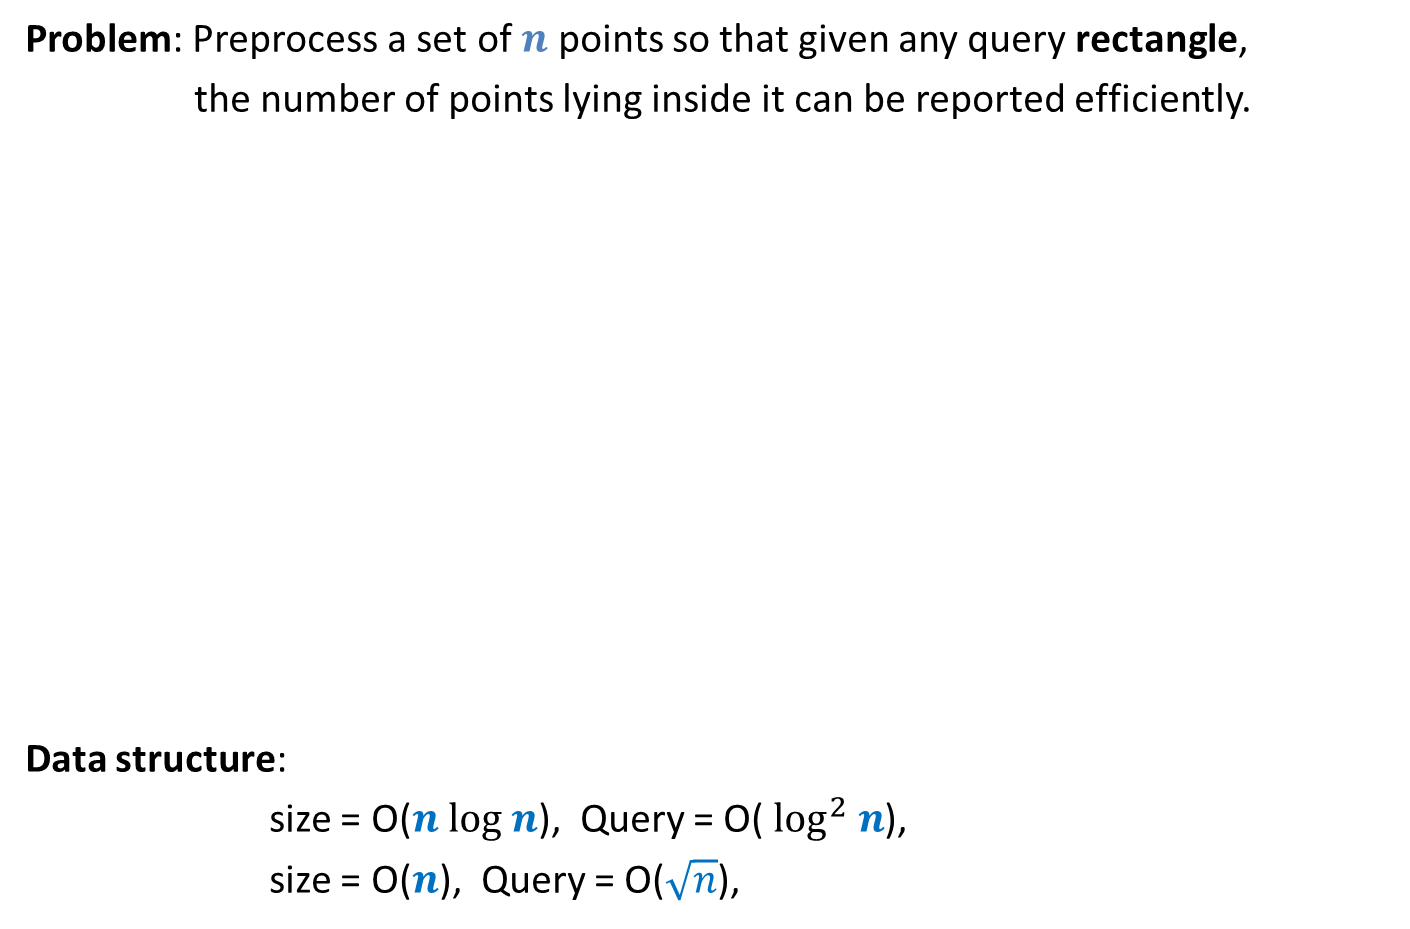 Problem: Preprocess a set of n points so that given any query rectangle,
the number of points lying inside it can be reported efficiently.
Data structure:
size = O(n log n), Query = O( log² n),
size = O(n), Query = O(√n),